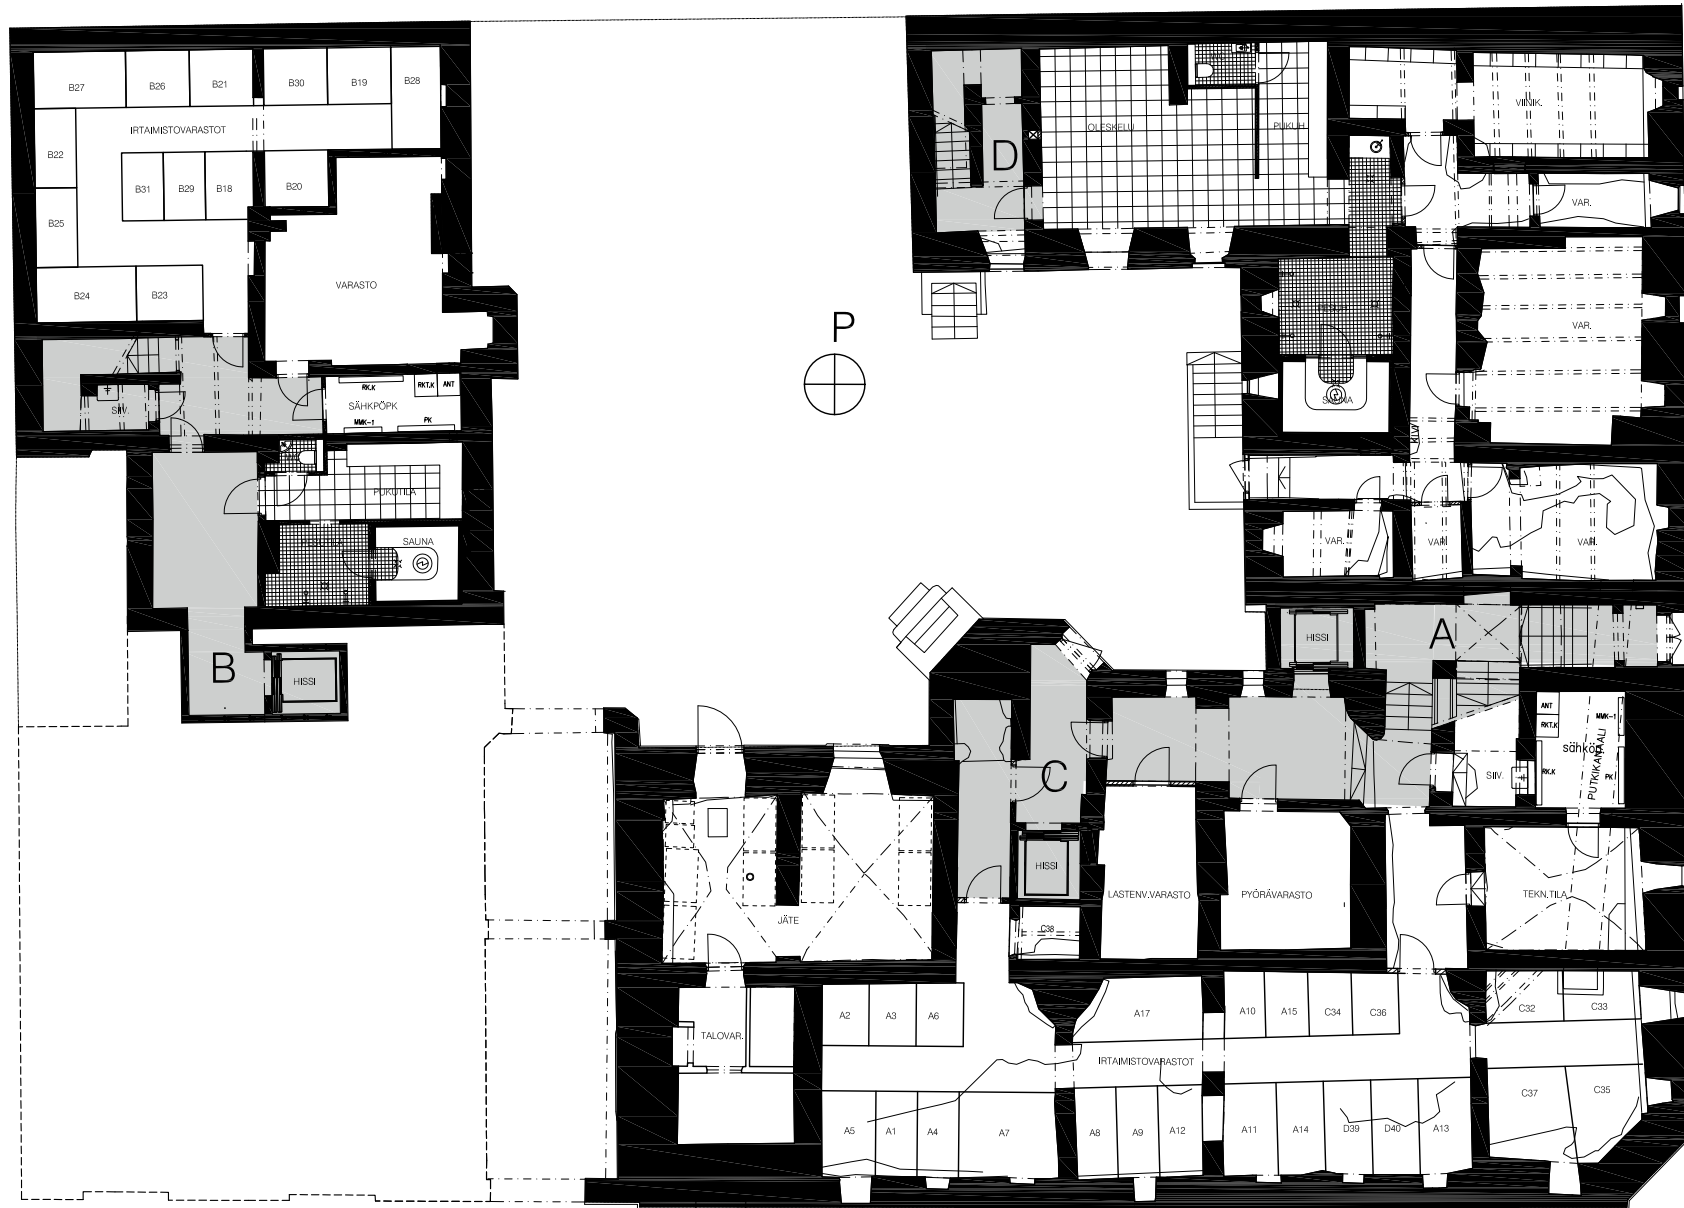 B27
B26
B21
B30
B19
B28
IRTAIMISTOVARASTOT
B22
B31
B29
B18
B20
B25
B24
B23
VARASTO
RK.K
RKT.K
ANT
SÄHKPÖPK
MMK-1
PK
SIIV.
PUKUTILA
SAUNA
B
HISSI
P
D
OLESKELU
PUKUH
VIINIK.
VAR.
VAR.
SAUNA
VAR.
VAR.
VAR.
HISSI
A
C
HISSI
C38
LASTENV.VARASTO
PYÖRÄVARASTO
ANT
RKT.K
MMK-1
sähköp
RK.K
PK
PUTKIKANAALI
SIIV.
TEKN.TILA
JÄTE
TALOVAR.
A2
A3
A6
A17
A10
A15
C34
C36
C32
C33
IRTAIMISTOVARASTOT
A5
A1
A4
A7
A8
A9
A12
A11
A14
D39
D40
A13
C37
C35